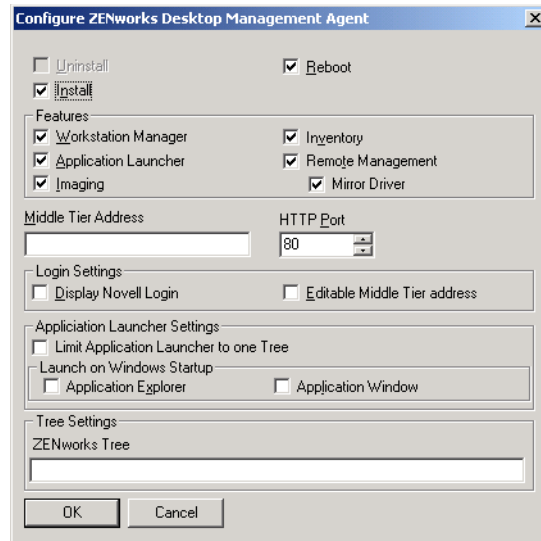 Configure ZENworks Desktop Management Agent
Uninstall
Reboot
Install
Features
Workstation Manager
Inventory
Application Launcher
Remote Management
Imaging
Mirror Driver
Middle Tier Address
HTTP Port
80
Login Settings
Display Novell Login
Editable Middle Tier address
Appliciation Launcher Settings
Limit Application Launcher to one Tree
Launch on Windows Startup
Application Explorer
Application Window
Tree Settings
ZENworks Tree
OK
Cancel